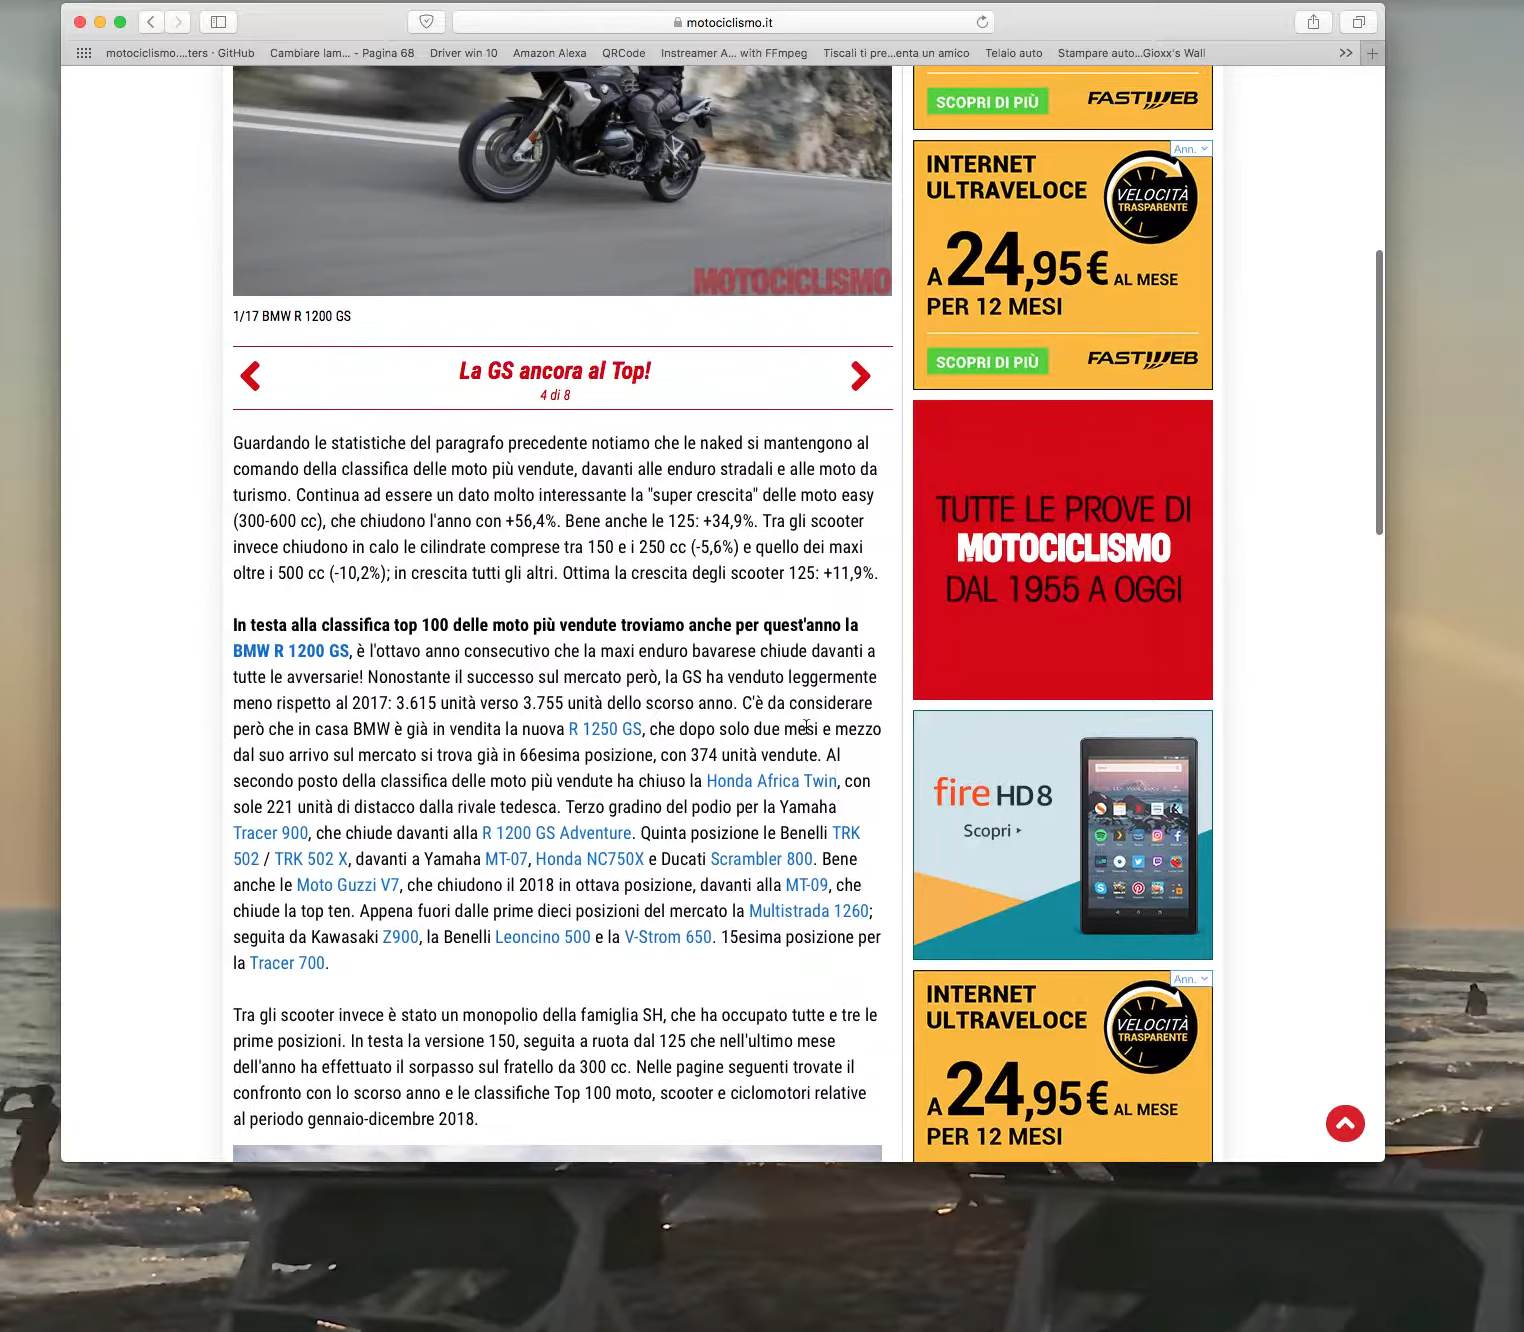 motociclismo.it
motociclismo....ters · GitHub
Cambiare lam... - Pagina 68
Driver win 10
Amazon Alexa
QRCode
Instreamer A... with FFmpeg
Tiscali ti pre...enta un amico
Telaio auto
Stampare auto...Gioxx's Wall
MOTOCICLISMO
1/17 BMW R 1200 GS
La GS ancora al Top!
4 di 8
Guardando le statistiche del paragrafo precedente notiamo che le naked si mantengono al
comando della classifica delle moto più vendute, davanti alle enduro stradali e alle moto da
turismo. Continua ad essere un dato molto interessante la "super crescita" delle moto easy
(300-600 cc), che chiudono l'anno con +56,4%. Bene anche le 125: +34,9%. Tra gli scooter
invece chiudono in calo le cilindrate comprese tra 150 e i 250 cc (-5,6%) e quello dei maxi
oltre i 500 cc (-10,2%); in crescita tutti gli altri. Ottima la crescita degli scooter 125: +11,9%.
In testa alla classifica top 100 delle moto più vendute troviamo anche per quest'anno la
BMW R 1200 GS, è l'ottavo anno consecutivo che la maxi enduro bavarese chiude davanti a
tutte le avversarie! Nonostante il successo sul mercato però, la GS ha venduto leggermente
meno rispetto al 2017: 3.615 unità verso 3.755 unità dello scorso anno. C'è da considerare
però che in casa BMW è già in vendita la nuova R 1250 GS, che dopo solo due mesi e mezzo
dal suo arrivo sul mercato si trova già in 66esima posizione, con 374 unità vendute. Al
secondo posto della classifica delle moto più vendute ha chiuso la Honda Africa Twin, con
sole 221 unità di distacco dalla rivale tedesca. Terzo gradino del podio per la Yamaha
Tracer 900, che chiude davanti alla R 1200 GS Adventure. Quinta posizione le Benelli TRK
502 / TRK 502 X, davanti a Yamaha MT-07, Honda NC750X e Ducati Scrambler 800. Bene
anche le Moto Guzzi V7, che chiudono il 2018 in ottava posizione, davanti alla MT-09, che
chiude la top ten. Appena fuori dalle prime dieci posizioni del mercato la Multistrada 1260;
seguita da Kawasaki Z900, la Benelli Leoncino 500 e la V-Strom 650. 15esima posizione per
la Tracer 700.
Tra gli scooter invece è stato un monopolio della famiglia SH, che ha occupato tutte e tre le
prime posizioni. In testa la versione 150, seguita a ruota dal 125 che nell'ultimo mese
dell'anno ha effettuato il sorpasso sul fratello da 300 cc. Nelle pagine seguenti trovate il
confronto con lo scorso anno e le classifiche Top 100 moto, scooter e ciclomotori relative
al periodo gennaio-dicembre 2018.
SCOPRI DI PIÙ
FASTWEB
Ann.
INTERNET
ULTRAVELOCE
VELOCITÀ
TRASPARENTE
A 24,95€ AL MESE
PER 12 MESI
SCOPRI DI PIÙ
FASTWEB
TUTTE LE PROVE DI
MOTOCICLISMO
DAL 1955 A OGGI
fire HD 8
Scopri
Ann.
INTERNET
ULTRAVELOCE
VELOCITÀ
TRASPARENTE
A 24,95€ AL MESE
PER 12 MESI